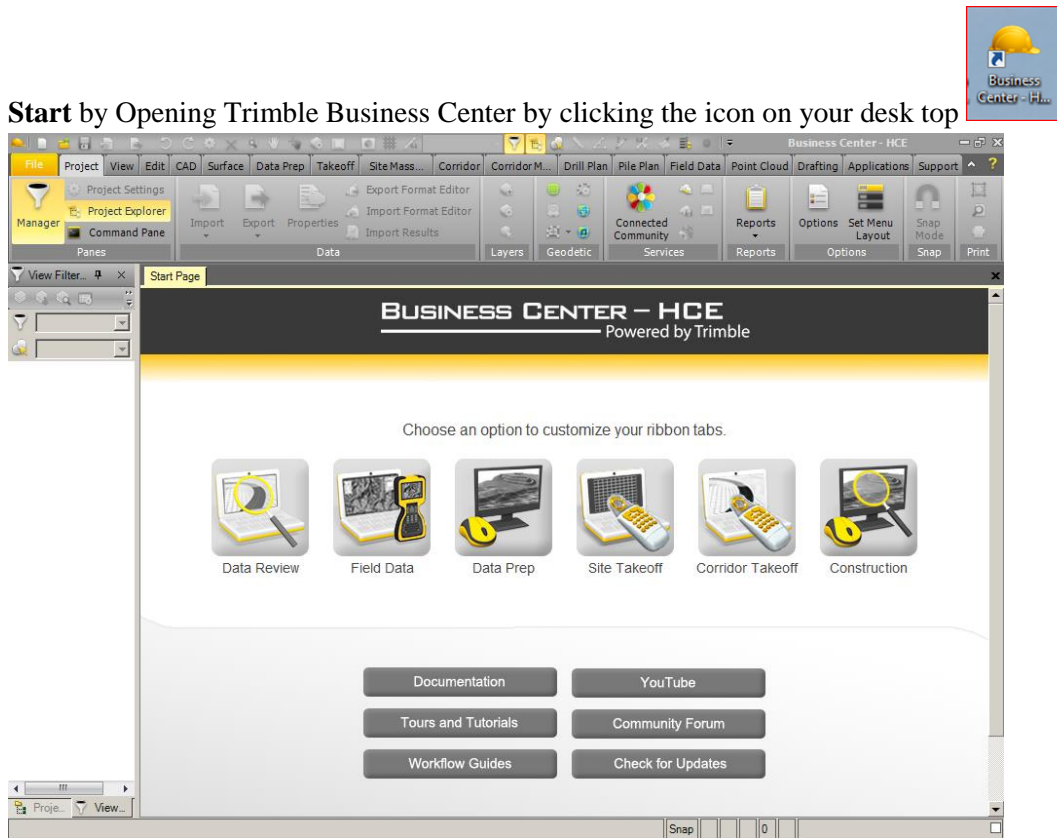 Business
Center - H...
Start by Opening Trimble Business Center by clicking the icon on your desk top
Business Center - HCE
File Project View Edit CAD Surface Data Prep Takeoff Site Mass... Corridor Corridor M... Drill Plan Pile Plan Field Data Point Cloud Drafting Applications Support ?
Manager
Project Settings
Project Explorer
Command Pane
Import
Export
Properties
Export Format Editor
Import Format Editor
Import Results
Connected
Community
Reports
Options
Set Menu
Layout
Snap
Mode
Panes Data Layers Geodetic Services Reports Options Snap Print
View Filter... Start Page
BUSINESS CENTER – HCE
Powered by Trimble
Choose an option to customize your ribbon tabs.
Data Review Field Data Data Prep Site Takeoff Corridor Takeoff Construction
Documentation YouTube
Tours and Tutorials Community Forum
Workflow Guides Check for Updates
Proje... View...
Snap 0